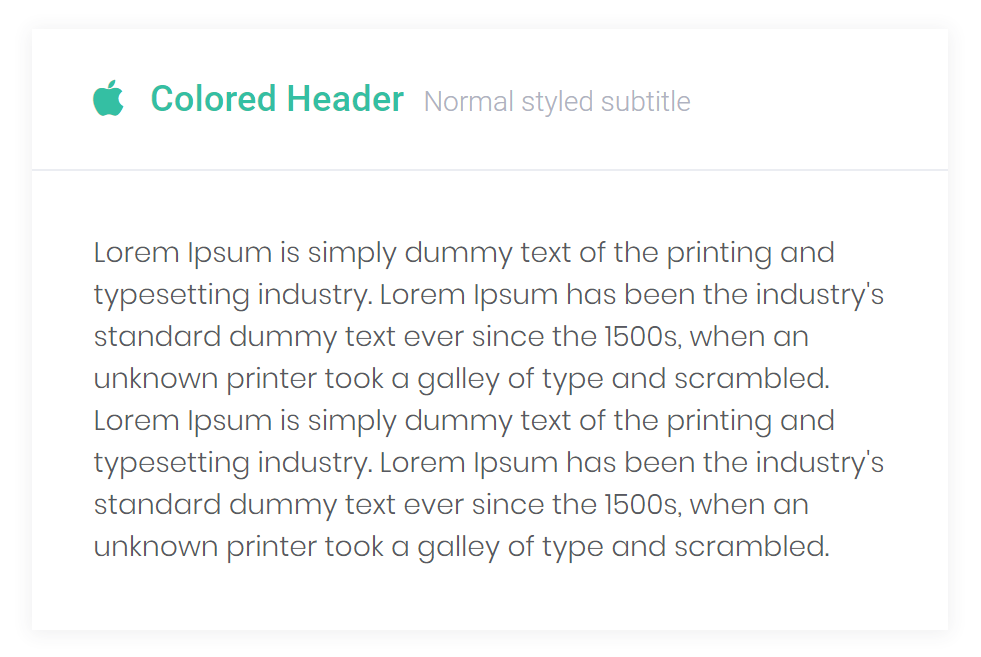 Colored Header Normal styled subtitle
Lorem Ipsum is simply dummy text of the printing and
typesetting industry. Lorem Ipsum has been the industry's
standard dummy text ever since the 1500s, when an
unknown printer took a galley of type and scrambled.
Lorem Ipsum is simply dummy text of the printing and
typesetting industry. Lorem Ipsum has been the industry's
standard dummy text ever since the 1500s, when an
unknown printer took a galley of type and scrambled.